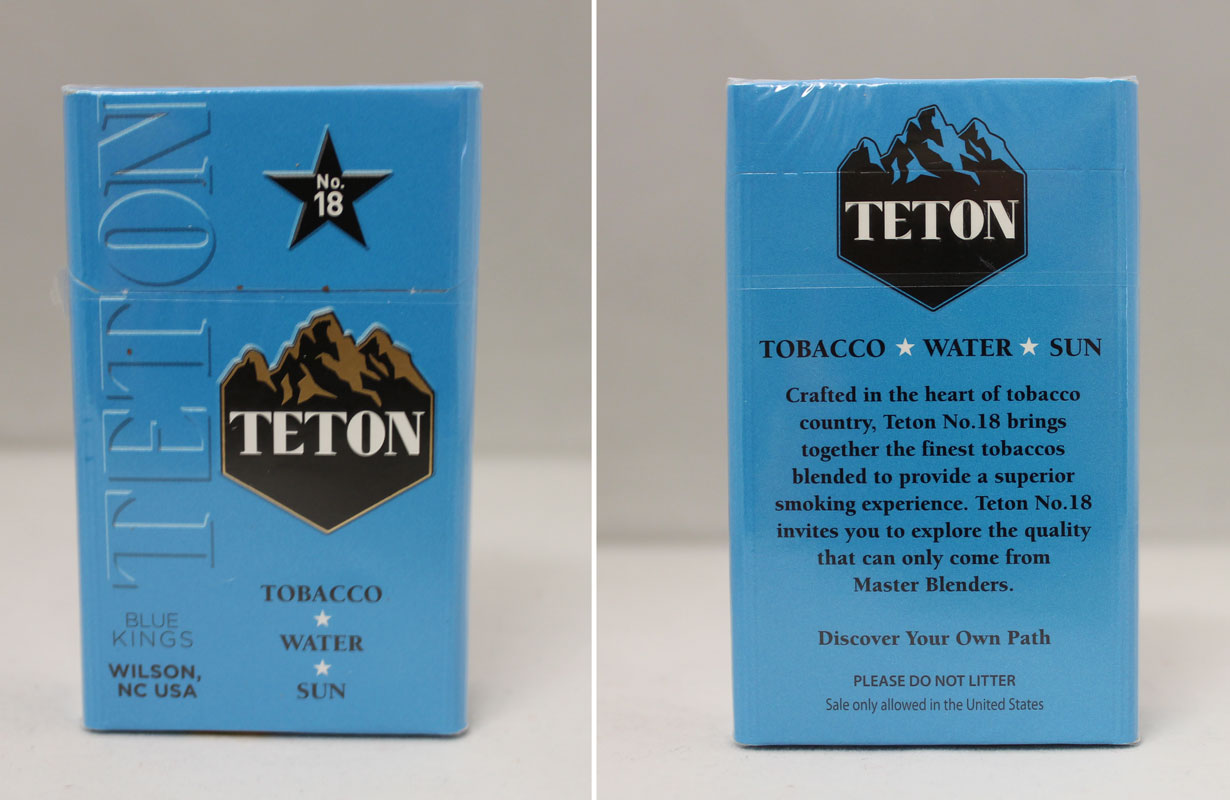 TETON
No.
18
TETON
TOBACCO
WATER
SUN
BLUE
KINGS
WILSON,
NC USA
TETON
TOBACCO ★ WATER ★ SUN
Crafted in the heart of tobacco
country, Teton No.18 brings
together the finest tobaccos
blended to provide a superior
smoking experience. Teton No.18
invites you to explore the quality
that can only come from
Master Blenders.
Discover Your Own Path
PLEASE DO NOT LITTER
Sale only allowed in the United States